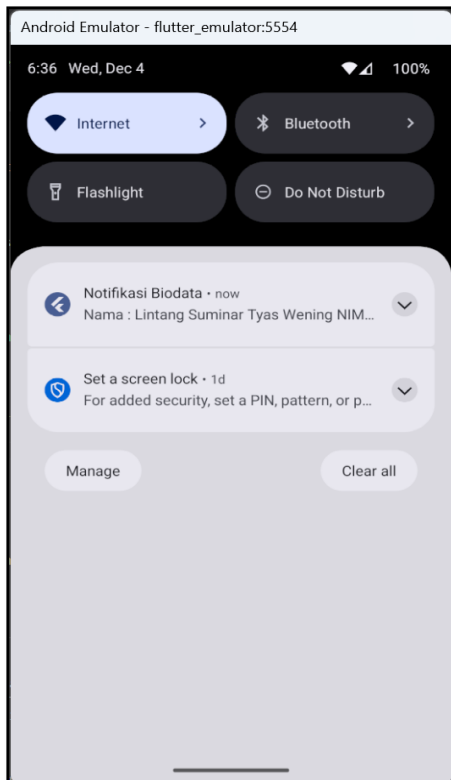 Android Emulator - flutter_emulator:5554
6:36 Wed, Dec 4 100%
Internet
Bluetooth
Flashlight
Do Not Disturb
Notifikasi Biodata • now
Nama : Lintang Suminar Tyas Wening NIM...
Set a screen lock • 1d
For added security, set a PIN, pattern, or p...
Manage
Clear all